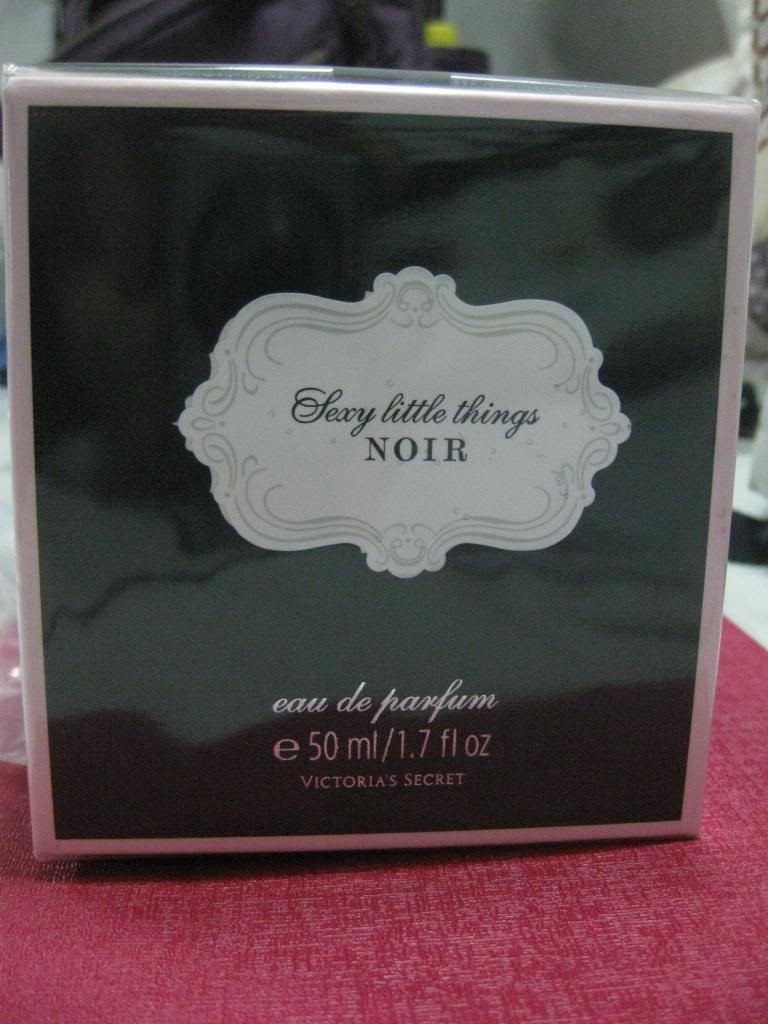 Sexy little things
NOIR
eau de parfum
℮ 50 ml/1.7 fl oz
VICTORIA'S SECRET